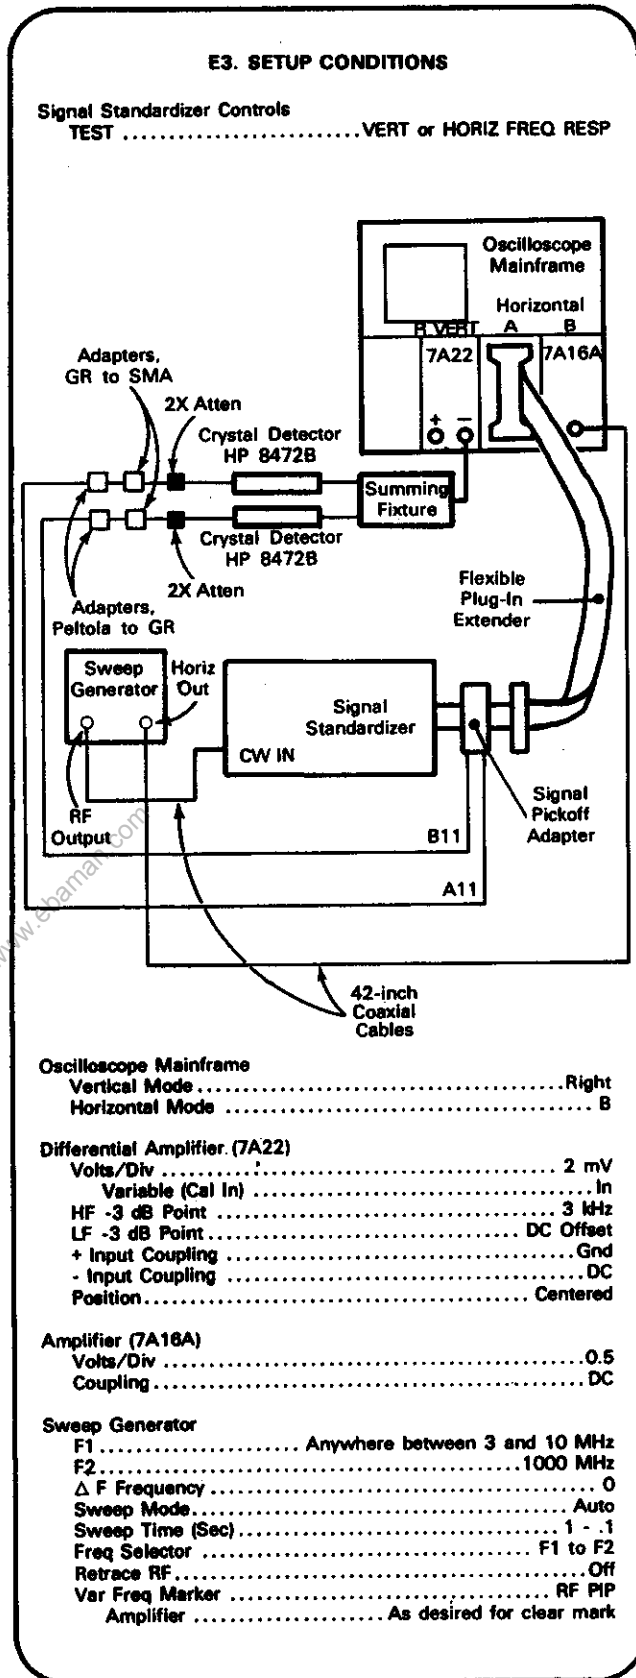 E3. SETUP CONDITIONS
Signal Standardizer Controls
TEST ............................ VERT or HORIZ FREQ RESP
Oscilloscope
Mainframe
Horizontal
R VERT A B
7A22 7A16A
+ −
Adapters,
GR to SMA
2X Atten
Crystal Detector
HP 8472B
Summing
Fixture
Crystal Detector
HP 8472B
2X Atten
Adapters,
Peltola to GR
Flexible
Plug-In
Extender
Sweep
Generator
Horiz
Out
Signal
Standardizer
CW IN
RF
Output
Signal
Pickoff
Adapter
B11
A11
42-inch
Coaxial
Cables
www.ebaman.com
Oscilloscope Mainframe
Vertical Mode ............................ Right
Horizontal Mode ............................ B
Differential Amplifier (7A22)
Volts/Div ............................ 2 mV
Variable (Cal In) ............................ In
HF -3 dB Point ............................ 3 kHz
LF -3 dB Point ............................ DC Offset
+ Input Coupling ............................ Gnd
- Input Coupling ............................ DC
Position ............................ Centered
Amplifier (7A16A)
Volts/Div ............................ 0.5
Coupling ............................ DC
Sweep Generator
F1 ............................ Anywhere between 3 and 10 MHz
F2 ............................ 1000 MHz
Δ F Frequency ............................ 0
Sweep Mode ............................ Auto
Sweep Time (Sec) ............................ 1 - .1
Freq Selector ............................ F1 to F2
Retrace RF ............................ Off
Var Freq Marker ............................ RF PIP
Amplifier ............................ As desired for clear mark